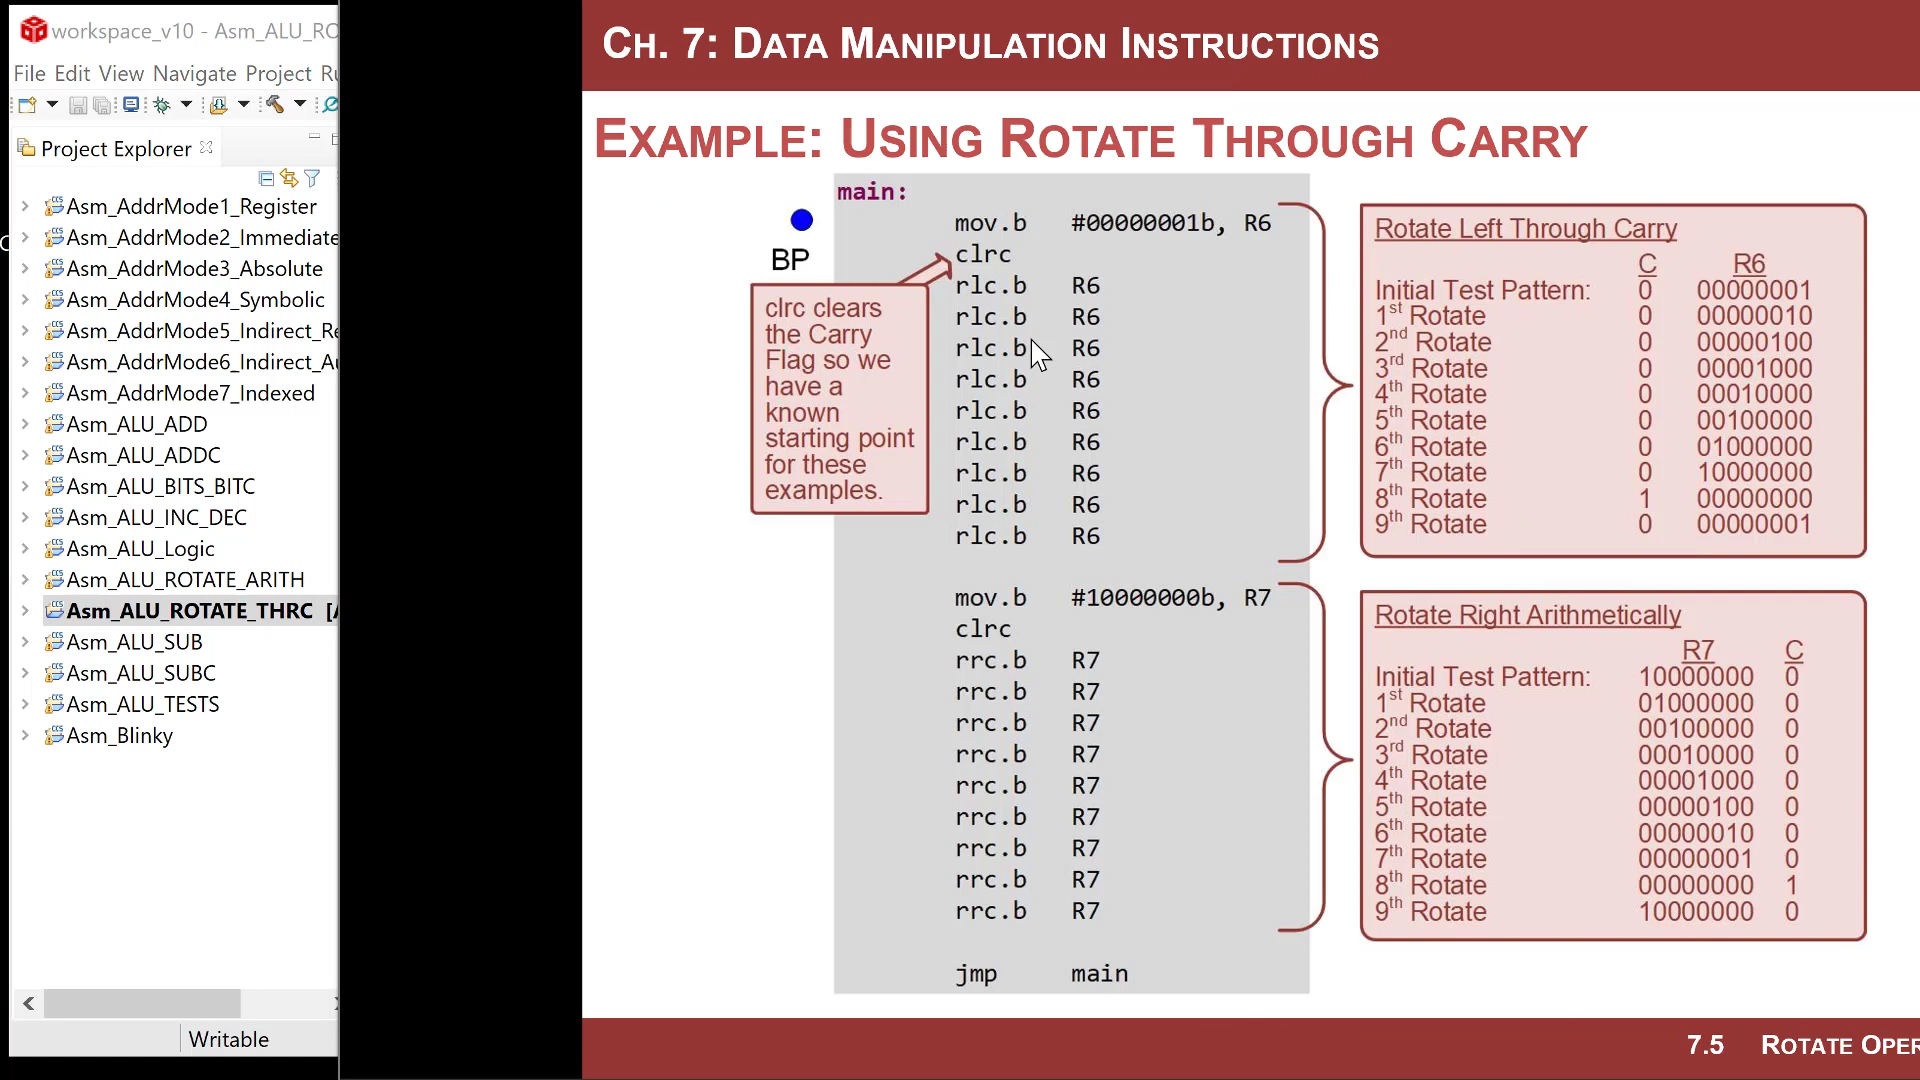 workspace_v10 - Asm_ALU_RO
File Edit View Navigate Project Ru
Project Explorer
Asm_AddrMode1_Register
Asm_AddrMode2_Immediate
Asm_AddrMode3_Absolute
Asm_AddrMode4_Symbolic
Asm_AddrMode5_Indirect_Re
Asm_AddrMode6_Indirect_Au
Asm_AddrMode7_Indexed
Asm_ALU_ADD
Asm_ALU_ADDC
Asm_ALU_BITS_BITC
Asm_ALU_INC_DEC
Asm_ALU_Logic
Asm_ALU_ROTATE_ARITH
Asm_ALU_ROTATE_THRC [A
Asm_ALU_SUB
Asm_ALU_SUBC
Asm_ALU_TESTS
Asm_Blinky
Writable
CH. 7: DATA MANIPULATION INSTRUCTIONS
EXAMPLE: USING ROTATE THROUGH CARRY
BP
clrc clears
the Carry
Flag so we
have a
known
starting point
for these
examples.
main:
mov.b #00000001b, R6
clrc
rlc.b R6
rlc.b R6
rlc.b R6
rlc.b R6
rlc.b R6
rlc.b R6
rlc.b R6
rlc.b R6
rlc.b R6
mov.b #10000000b, R7
clrc
rrc.b R7
rrc.b R7
rrc.b R7
rrc.b R7
rrc.b R7
rrc.b R7
rrc.b R7
rrc.b R7
rrc.b R7
jmp main
Rotate Left Through Carry
C R6
Initial Test Pattern: 0 00000001
1st Rotate 0 00000010
2nd Rotate 0 00000100
3rd Rotate 0 00001000
4th Rotate 0 00010000
5th Rotate 0 00100000
6th Rotate 0 01000000
7th Rotate 0 10000000
8th Rotate 1 00000000
9th Rotate 0 00000001
Rotate Right Arithmetically
R7 C
Initial Test Pattern: 10000000 0
1st Rotate 01000000 0
2nd Rotate 00100000 0
3rd Rotate 00010000 0
4th Rotate 00001000 0
5th Rotate 00000100 0
6th Rotate 00000010 0
7th Rotate 00000001 0
8th Rotate 00000000 1
9th Rotate 10000000 0
7.5 ROTATE OPER